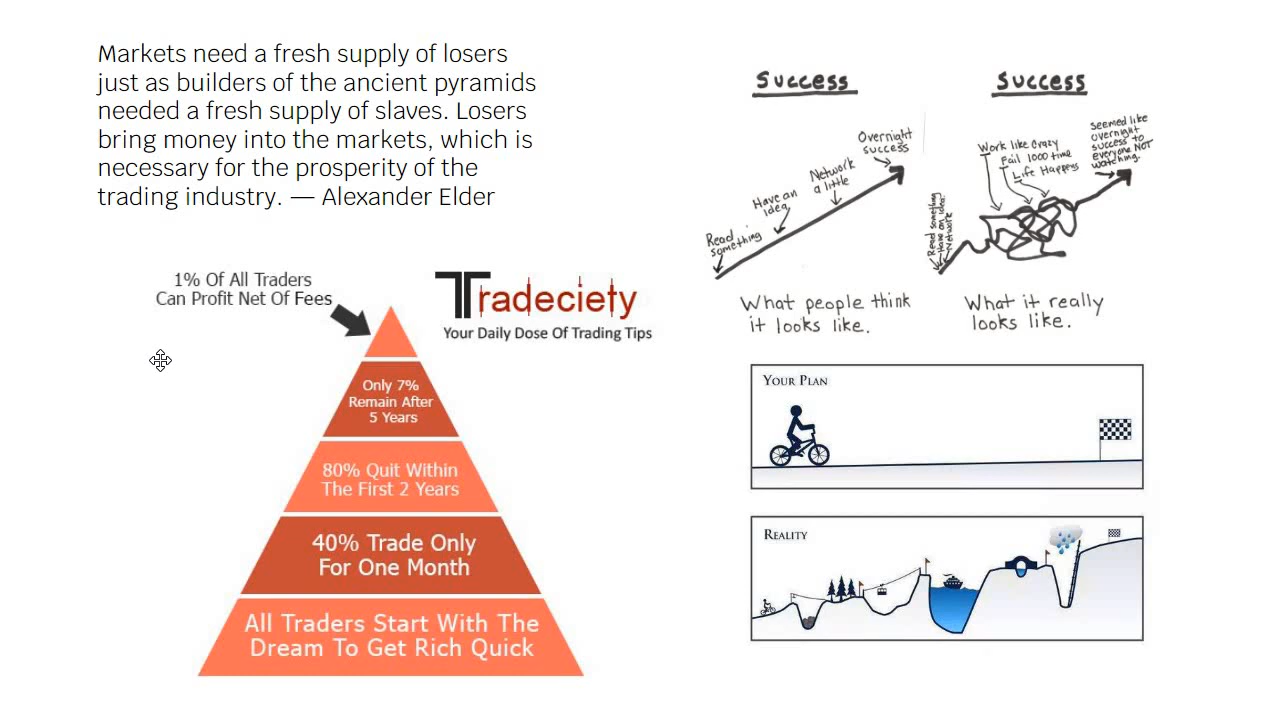 Markets need a fresh supply of losers
just as builders of the ancient pyramids
needed a fresh supply of slaves. Losers
bring money into the markets, which is
necessary for the prosperity of the
trading industry. — Alexander Elder
1% Of All Traders
Can Profit Net Of Fees
Tradeciety
Your Daily Dose Of Trading Tips
Only 7%
Remain After
5 Years
80% Quit Within
The First 2 Years
40% Trade Only
For One Month
All Traders Start With The
Dream To Get Rich Quick
Success
Read
something
Have an
idea
Network
a little
Overnight
success
What people think
it looks like.
Success
Read something
Have an idea
Network
Work like crazy
Fail 1000 time
Life Happens
Seemed like
overnight
success to
everyone NOT
watching.
What it really
looks like.
YOUR PLAN
REALITY